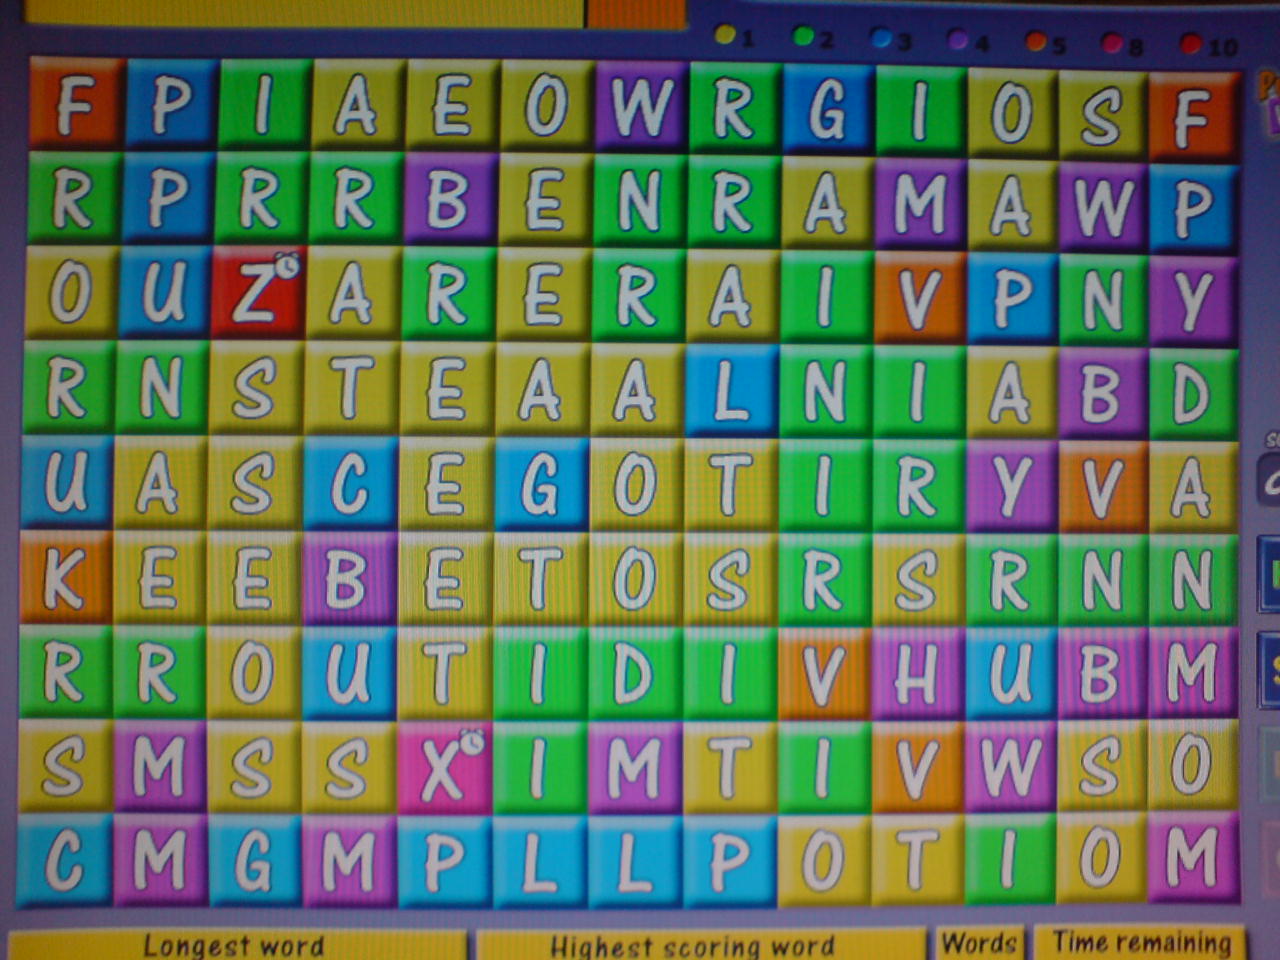 1 2 3 4 5 8 10
F P I A E O W R G I O S F
R P R R B E N R A M A W P
O U Z A R E R A I V P N Y
R N S T E A A L N I A B D
U A S C E G O T I R Y V A
K E E B E T O S R S R N N
R R O U T I D I V H U B M
S M S S X I M T I V W S O
C M G M P L L P O T I O M
Longest word Highest scoring word Words Time remaining